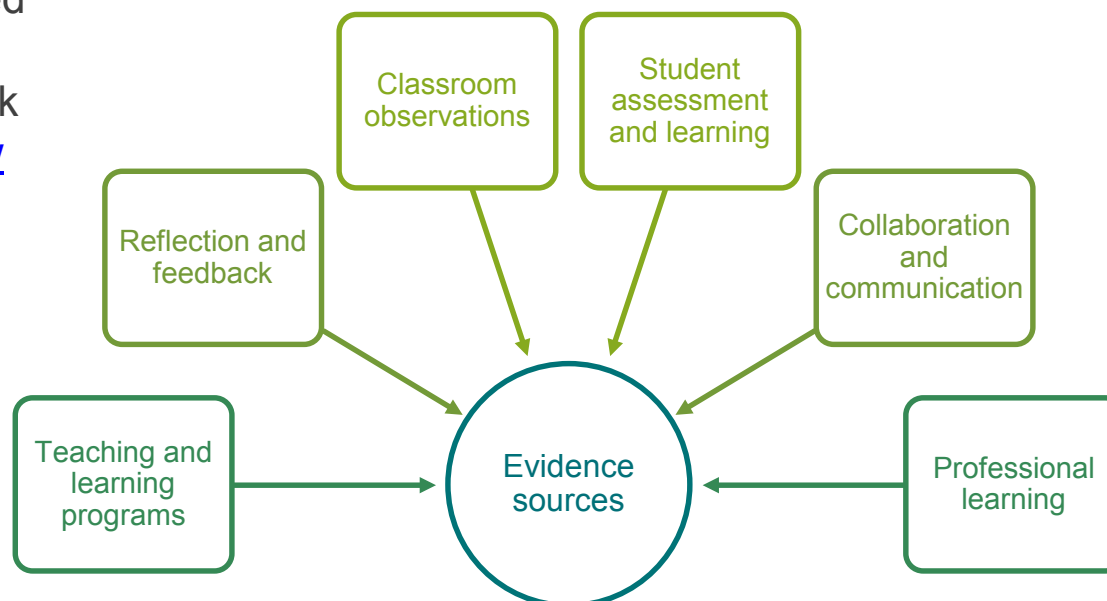 ed
k
Classroom
observations
Student
assessment
and learning
Reflection and
feedback
Collaboration
and
communication
Teaching and
learning
programs
Evidence
sources
Professional
learning